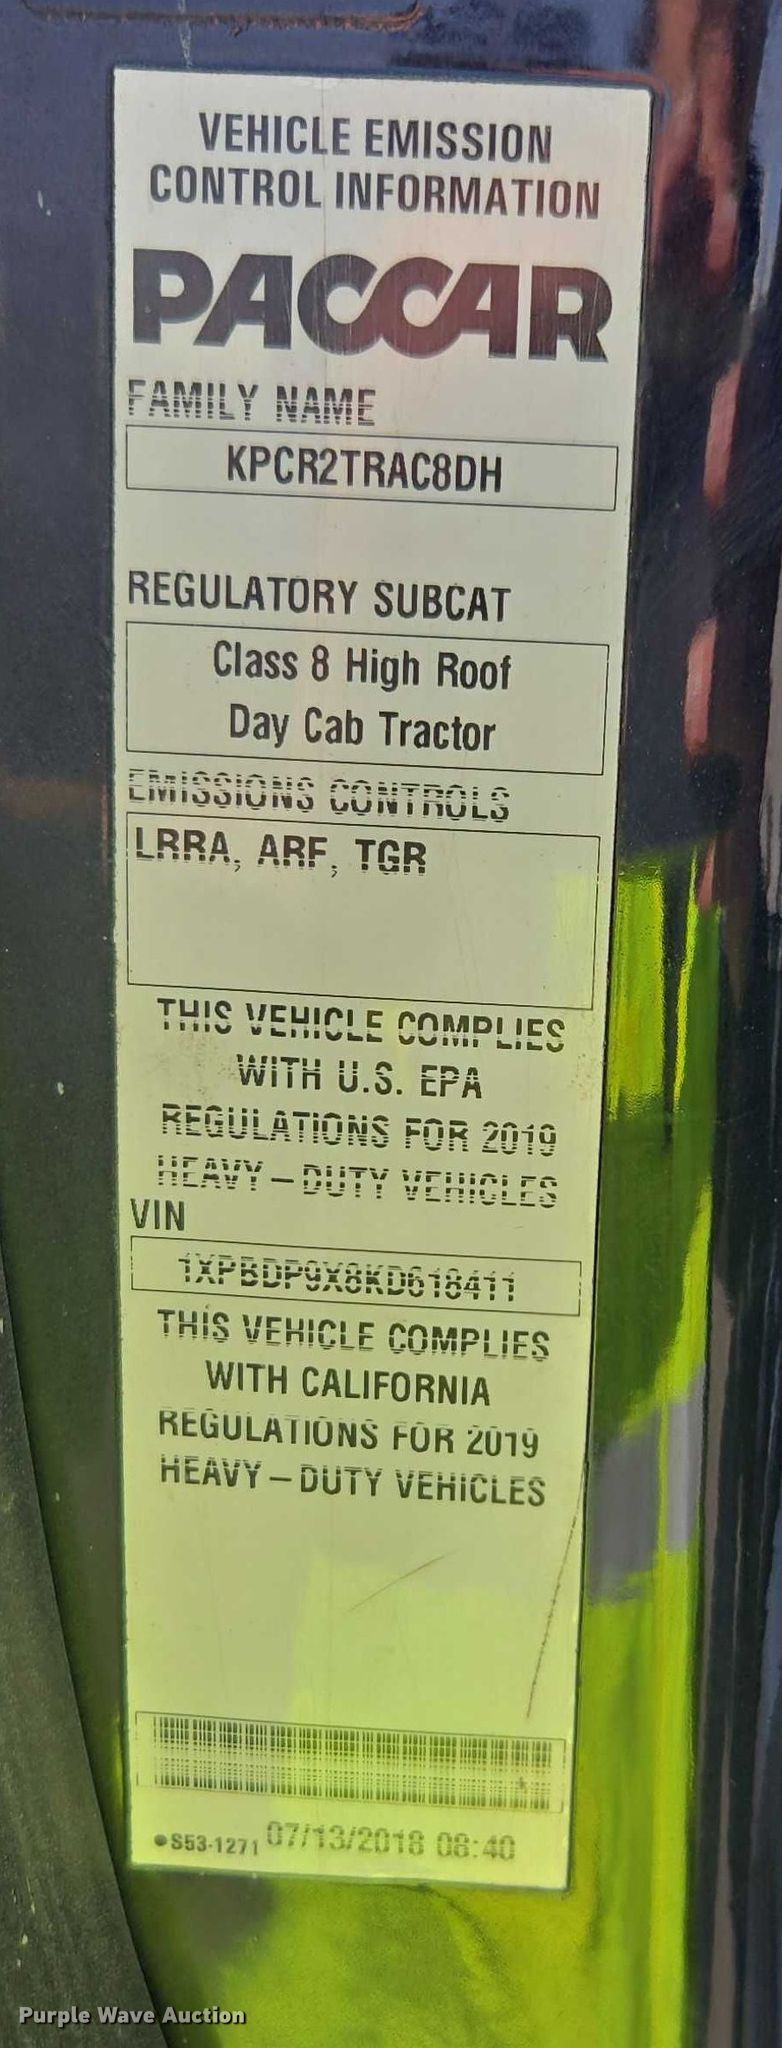 VEHICLE EMISSION
CONTROL INFORMATION
PACCAR
FAMILY NAME
KPCR2TRAC8DH
REGULATORY SUBCAT
Class 8 High Roof
Day Cab Tractor
EMISSIONS CONTROLS
LRRA, ARF, TGR
THIS VEHICLE COMPLIES
WITH U.S. EPA
REGULATIONS FOR 2019
HEAVY-DUTY VEHICLES
VIN
1XPBDP9X8KD618411
THIS VEHICLE COMPLIES
WITH CALIFORNIA
REGULATIONS FOR 2019
HEAVY-DUTY VEHICLES
●S53-1271 07/13/2018 08:40
Purple Wave Auction